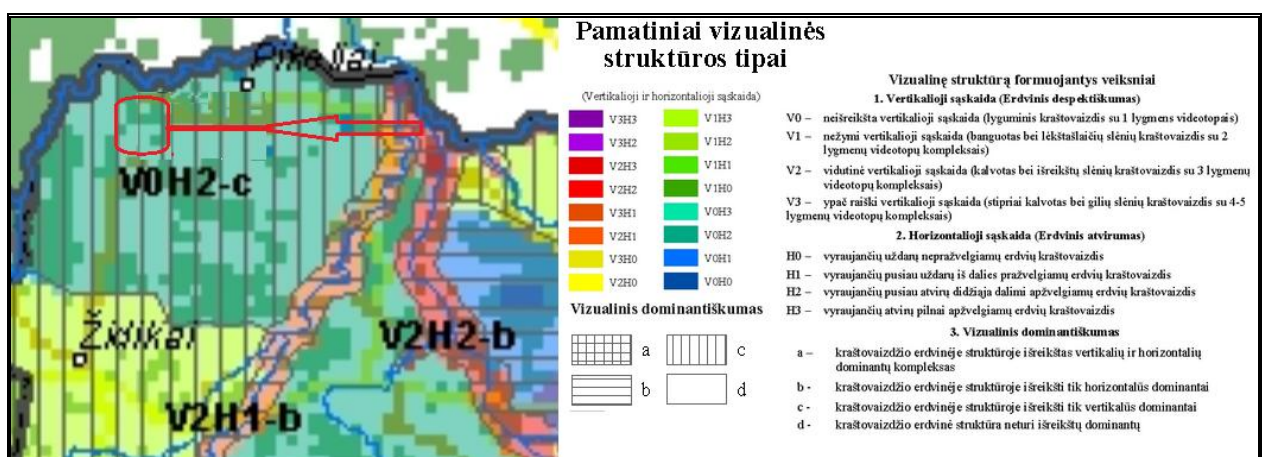 Pikeliai
V0H2-c
Židikai
V2H2-b
V2H1-b
Pamatiniai vizualinės
struktūros tipai
(Vertikalioji ir horizontalioji sąskaida)
V3H3
V1H3
V3H2
V1H2
V2H3
V1H1
V2H2
V1H0
V3H1
V0H3
V2H1
V0H2
V3H0
V0H1
V2H0
V0H0
Vizualinis dominantiškumas
a
c
b
d
Vizualinę struktūrą formuojantys veiksniai
1. Vertikalioji sąskaida (Erdvinis despektiškumas)
V0 – neišreikšta vertikalioji sąskaida (lyguminis kraštovaizdis su 1 lygmens videotopais)
V1 – nežymi vertikalioji sąskaida (banguotas bei lėkštašlaičių slėnių kraštovaizdis su 2
lygmenų videotopų kompleksais)
V2 – vidutinė vertikalioji sąskaida (kalvotas bei išreikštų slėnių kraštovaizdis su 3 lygmenų
videotopų kompleksais)
V3 – ypač raiški vertikalioji sąskaida (stipriai kalvotas bei gilių slėnių kraštovaizdis su 4-5
lygmenų videotopų kompleksais)
2. Horizontalioji sąskaida (Erdvinis atvirumas)
H0 – vyraujančių uždarų nepražvelgiamų erdvių kraštovaizdis
H1 – vyraujančių pusiau uždarų iš dalies pražvelgiamų erdvių kraštovaizdis
H2 – vyraujančių pusiau atvirų didžiąja dalimi apžvelgiamų erdvių kraštovaizdis
H3 – vyraujančių atvirų pilnai apžvelgiamų erdvių kraštovaizdis
3. Vizualinis dominantiškumas
a – kraštovaizdžio erdvinėje struktūroje išreikštas vertikalių ir horizontalių
dominantų kompleksas
b - kraštovaizdžio erdvinėje struktūroje išreikšti tik horizontalūs dominantai
c - kraštovaizdžio erdvinėje struktūroje išreikšti tik vertikalūs dominantai
d - kraštovaizdžio erdvinė struktūra neturi išreikštų dominantų